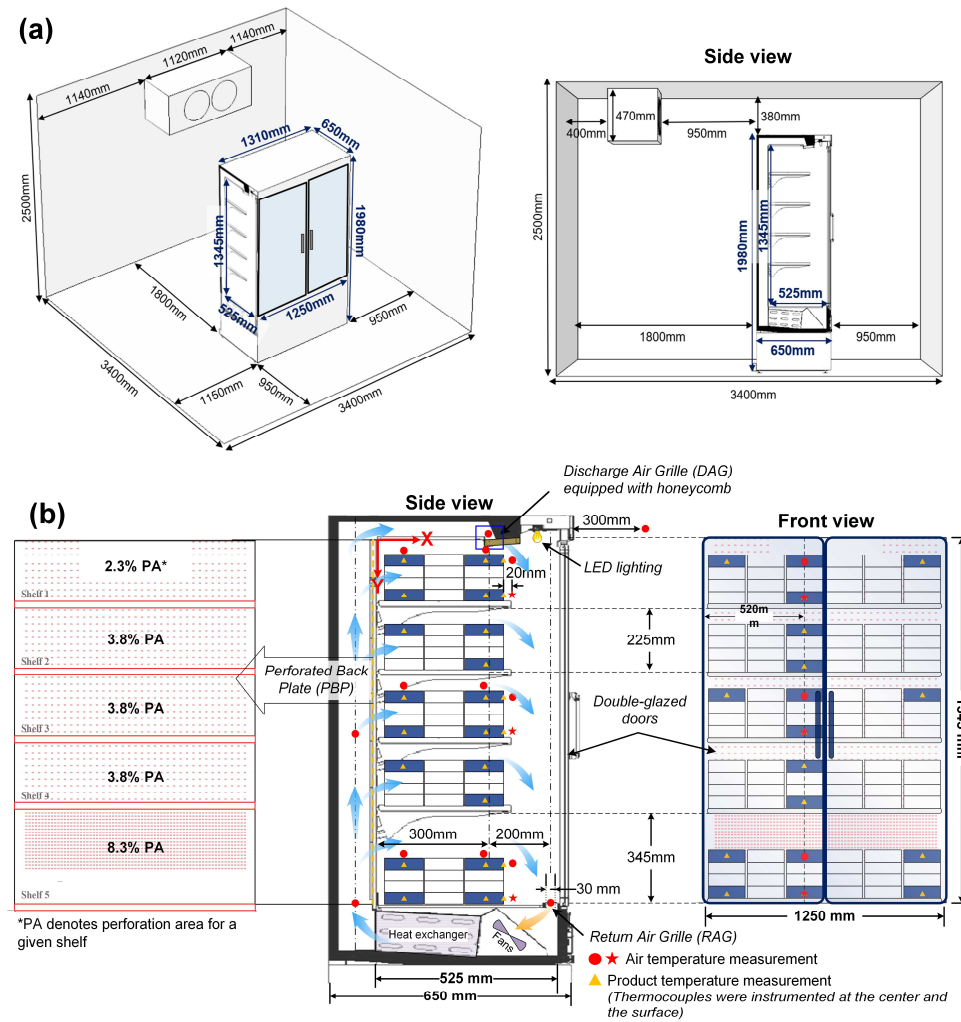 (a)
1140mm
1120mm
1140mm
2500mm
1310mm
650mm
1345mm
1980mm
525mm
1250mm
1800mm
950mm
1150mm
950mm
3400mm
3400mm
Side view
470mm
400mm
950mm
380mm
2500mm
1980mm
1345mm
525mm
1800mm
650mm
950mm
3400mm
(b)
Side view
Discharge Air Grille (DAG)
equipped with honeycomb
300mm
Front view
X
Y
LED lighting
20mm
2.3% PA*
Shelf 1
3.8% PA
Shelf 2
3.8% PA
Shelf 3
3.8% PA
Shelf 4
8.3% PA
Shelf 5
Perforated Back
Plate (PBP)
225mm
520m
m
Double-glazed
doors
300mm
200mm
345mm
30 mm
1250 mm
*PA denotes perforation area for a
given shelf
Heat exchanger
Fans
Return Air Grille (RAG)
Air temperature measurement
Product temperature measurement
(Thermocouples were instrumented at the center and
the surface)
525 mm
650 mm